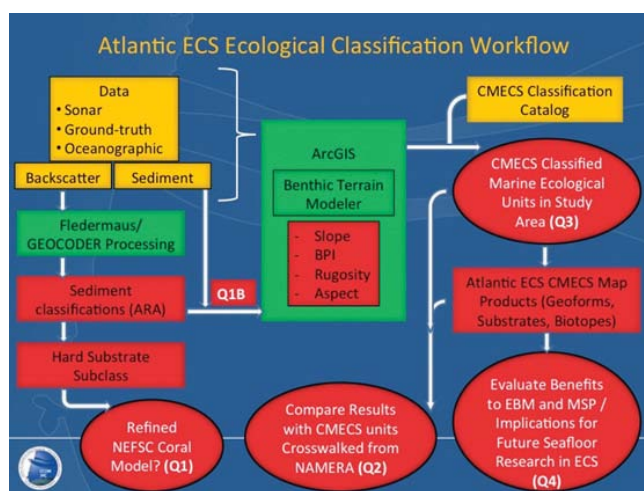 Atlantic ECS Ecological Classification Workflow
Data
• Sonar
• Ground-truth
• Oceanographic
Backscatter
Sediment
Fledermaus/
GEOCODER Processing
Sediment
classifications (ARA)
Hard Substrate
Subclass
Refined
NEFSC Coral
Model? (Q1)
Q1B
ArcGIS
Benthic Terrain
Modeler
- Slope
- BPI
- Rugosity
- Aspect
Compare Results
with CMECS units
Crosswalked from
NAMERA (Q2)
CMECS Classification
Catalog
CMECS Classified
Marine Ecological
Units in Study
Area (Q3)
Atlantic ECS CMECS Map
Products (Geoforms,
Substrates, Biotopes)
Evaluate Benefits
to EBM and MSP /
Implications for
Future Seafloor
Research in ECS
(Q4)